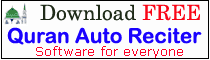 Download FREE
Quran Auto Reciter
Software for everyone